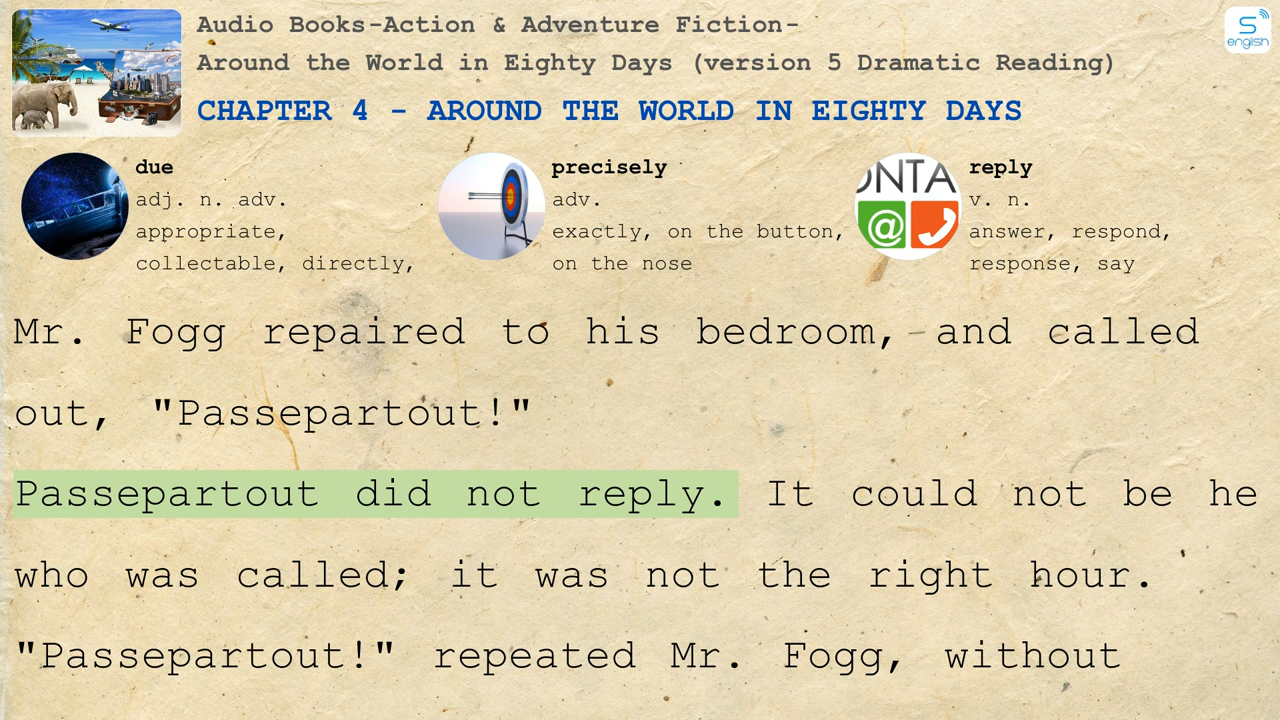 Audio Books-Action & Adventure Fiction-
Around the World in Eighty Days (version 5 Dramatic Reading)
CHAPTER 4 - AROUND THE WORLD IN EIGHTY DAYS
S
english
due
adj. n. adv.
appropriate,
collectable, directly,
precisely
adv.
exactly, on the button,
on the nose
ONTA
@
reply
v. n.
answer, respond,
response, say
Mr. Fogg repaired to his bedroom, and called
out, "Passepartout!"
Passepartout did not reply. It could not be he
who was called; it was not the right hour.
"Passepartout!" repeated Mr. Fogg, without